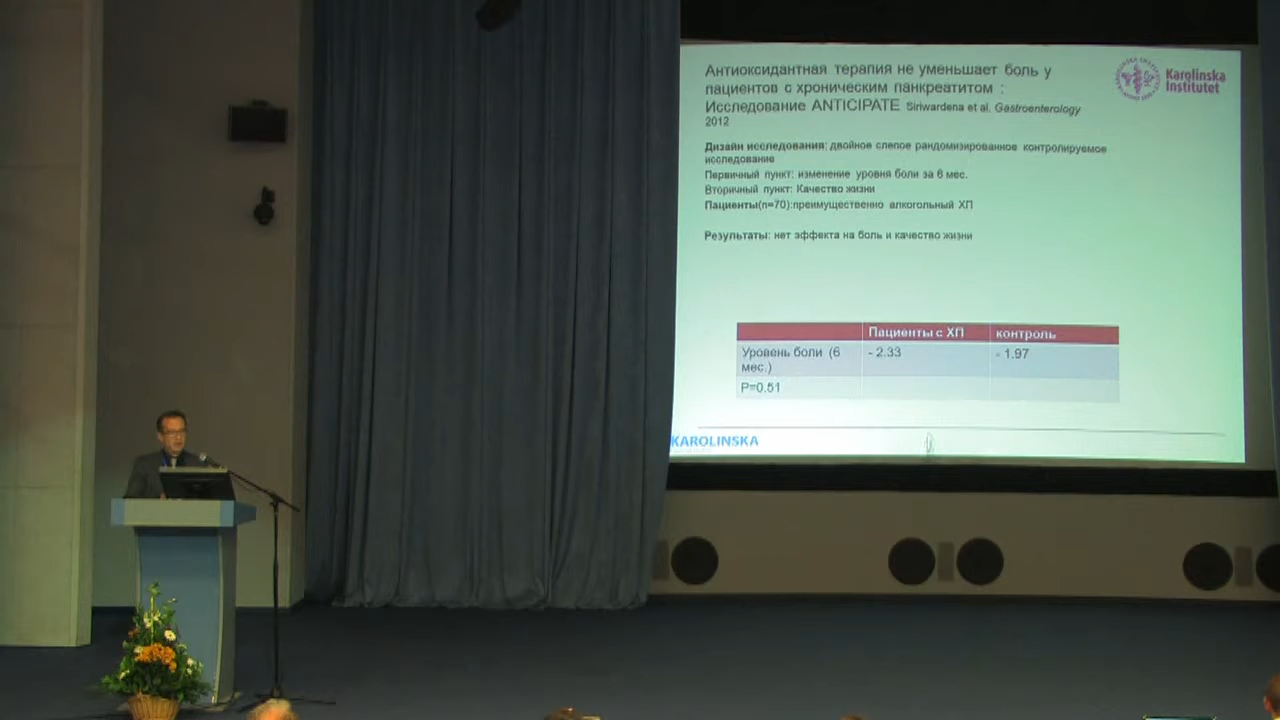 Антиоксидантная терапия не уменьшает боль у
пациентов с хроническим панкреатитом :
Исследование ANTICIPATE Siriwardena et al. Gastroenterology
2012
Karolinska
Institutet
Дизайн исследования: двойное слепое рандомизированное контролируемое
исследование
Первичный пункт: изменение уровня боли за 6 мес.
Вторичный пункт: Качество жизни
Пациенты(n=70):преимущественно алкогольный ХП
Результаты: нет эффекта на боль и качество жизни
Пациенты с ХП контроль
Уровень боли (6 - 2.33 - 1.97
мес.)
P=0.51
KAROLINSKA